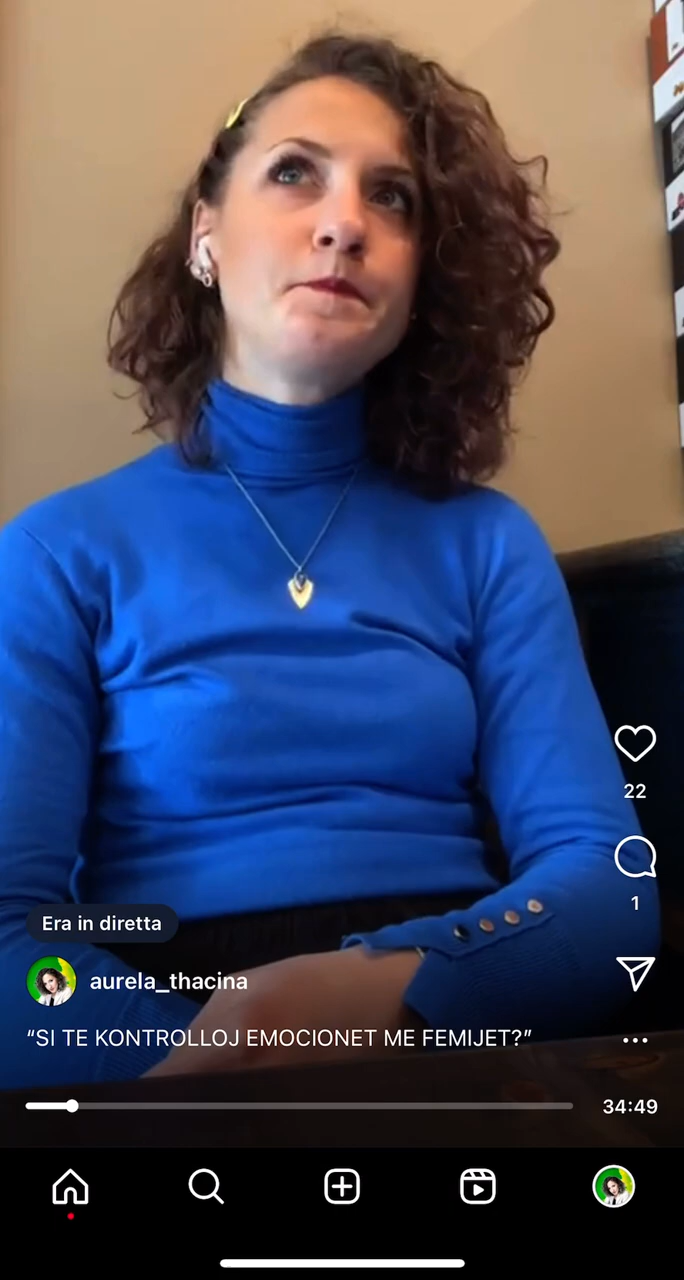 22
1
Era in diretta
aurela_thacina
“SI TE KONTROLLOJ EMOCIONET ME FEMIJET?”
34:49